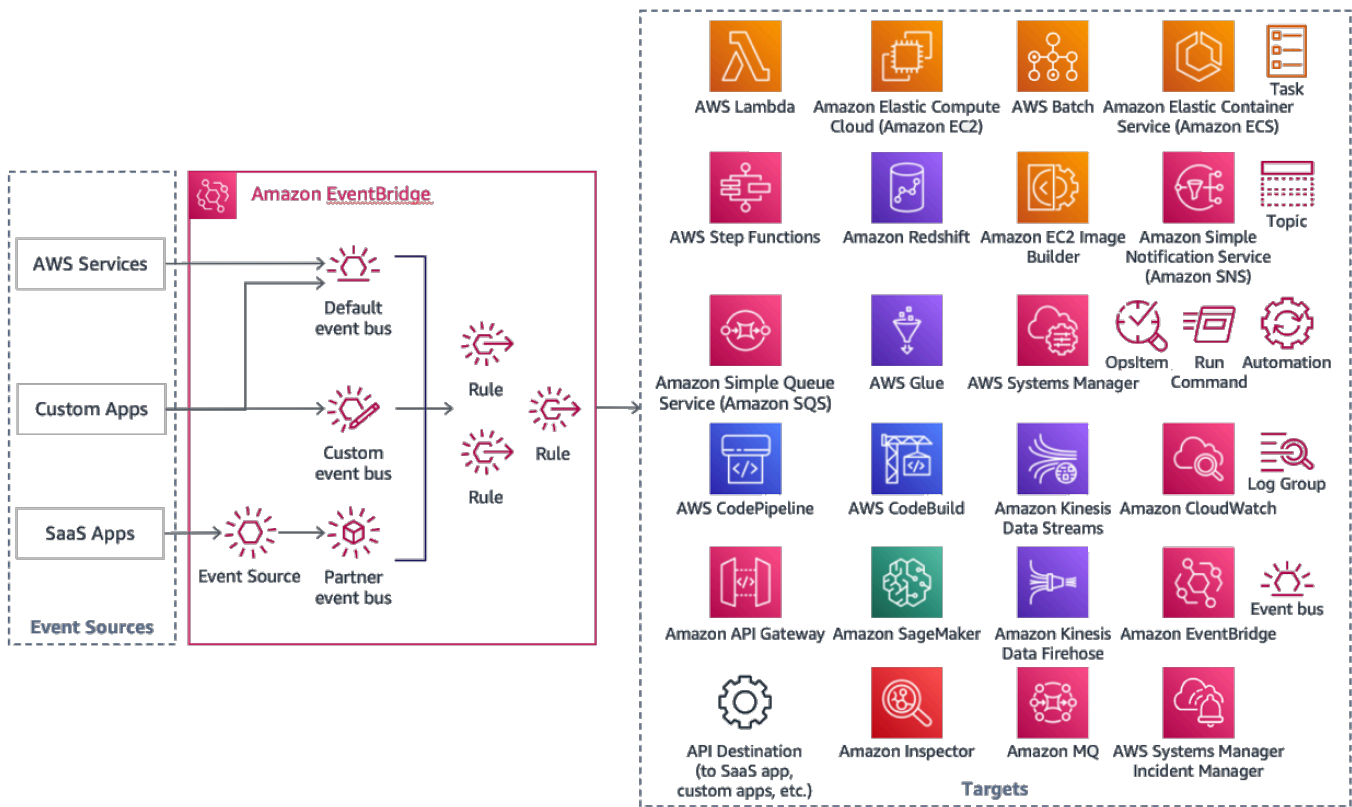 AWS Services
Custom Apps
SaaS Apps
Event Sources
Amazon EventBridge
Default
event bus
Custom
event bus
Event Source
Partner
event bus
Rule
Rule
Rule
AWS Lambda
Amazon Elastic Compute
Cloud (Amazon EC2)
AWS Batch
Amazon Elastic Container
Service (Amazon ECS)
Task
AWS Step Functions
Amazon Redshift
Amazon EC2 Image
Builder
Amazon Simple
Notification Service
(Amazon SNS)
Topic
Amazon Simple Queue
Service (Amazon SQS)
AWS Glue
AWS Systems Manager
OpsItem
Run
Command
Automation
AWS CodePipeline
AWS CodeBuild
Amazon Kinesis
Data Streams
Amazon CloudWatch
Log Group
Amazon API Gateway
Amazon SageMaker
Amazon Kinesis
Data Firehose
Amazon EventBridge
Event bus
API Destination
(to SaaS app,
custom apps, etc.)
Amazon Inspector
Amazon MQ
AWS Systems Manager
Incident Manager
Targets